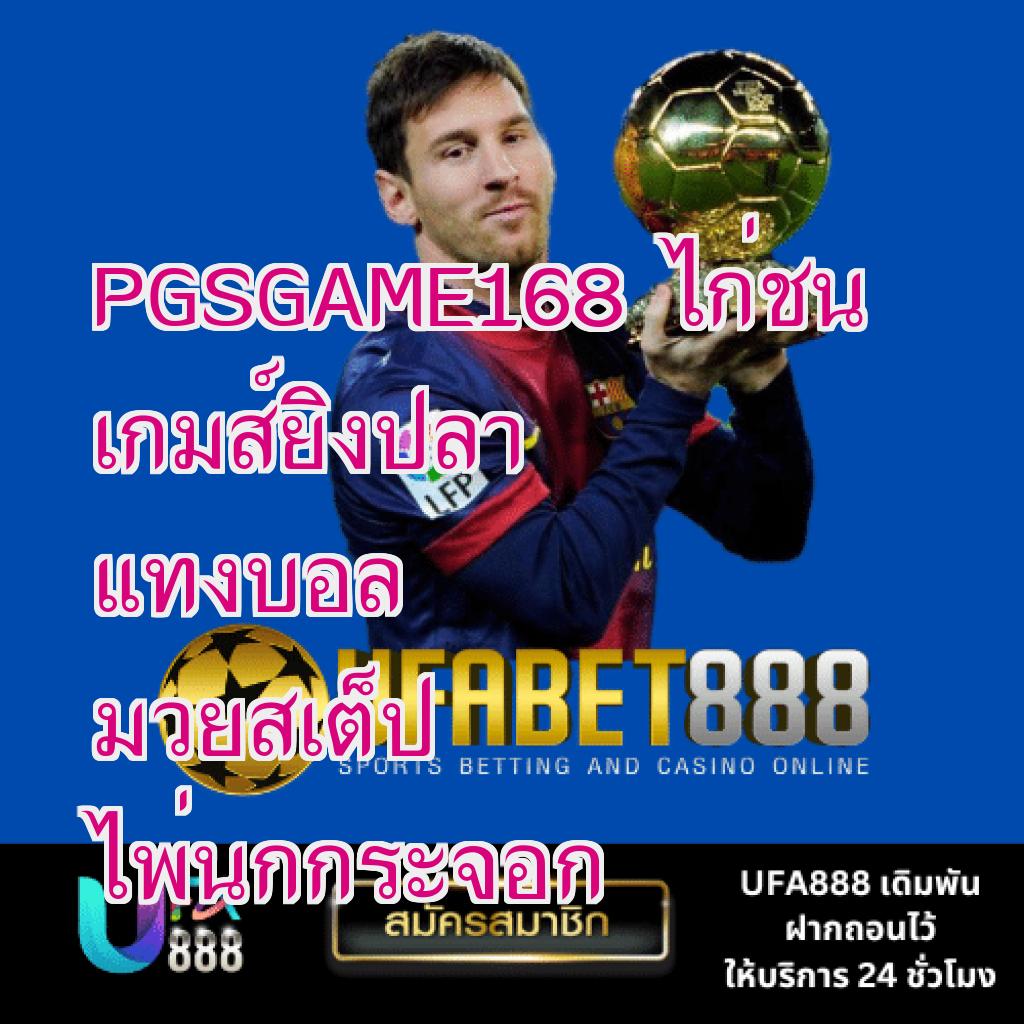 PGSGAME168 ไก่ชน
เกมส์ยิงปลา
LFP
แทงบอล
UFABET888
มวยสเต็ป
SPORTS BETTING AND CASINO ONLINE
ไพ่นกกระจอก
UFA
888
สมัครสมาชิก
UFA888 เดิมพัน
ฝากถอนไว้
ให้บริการ 24 ชั่วโมง